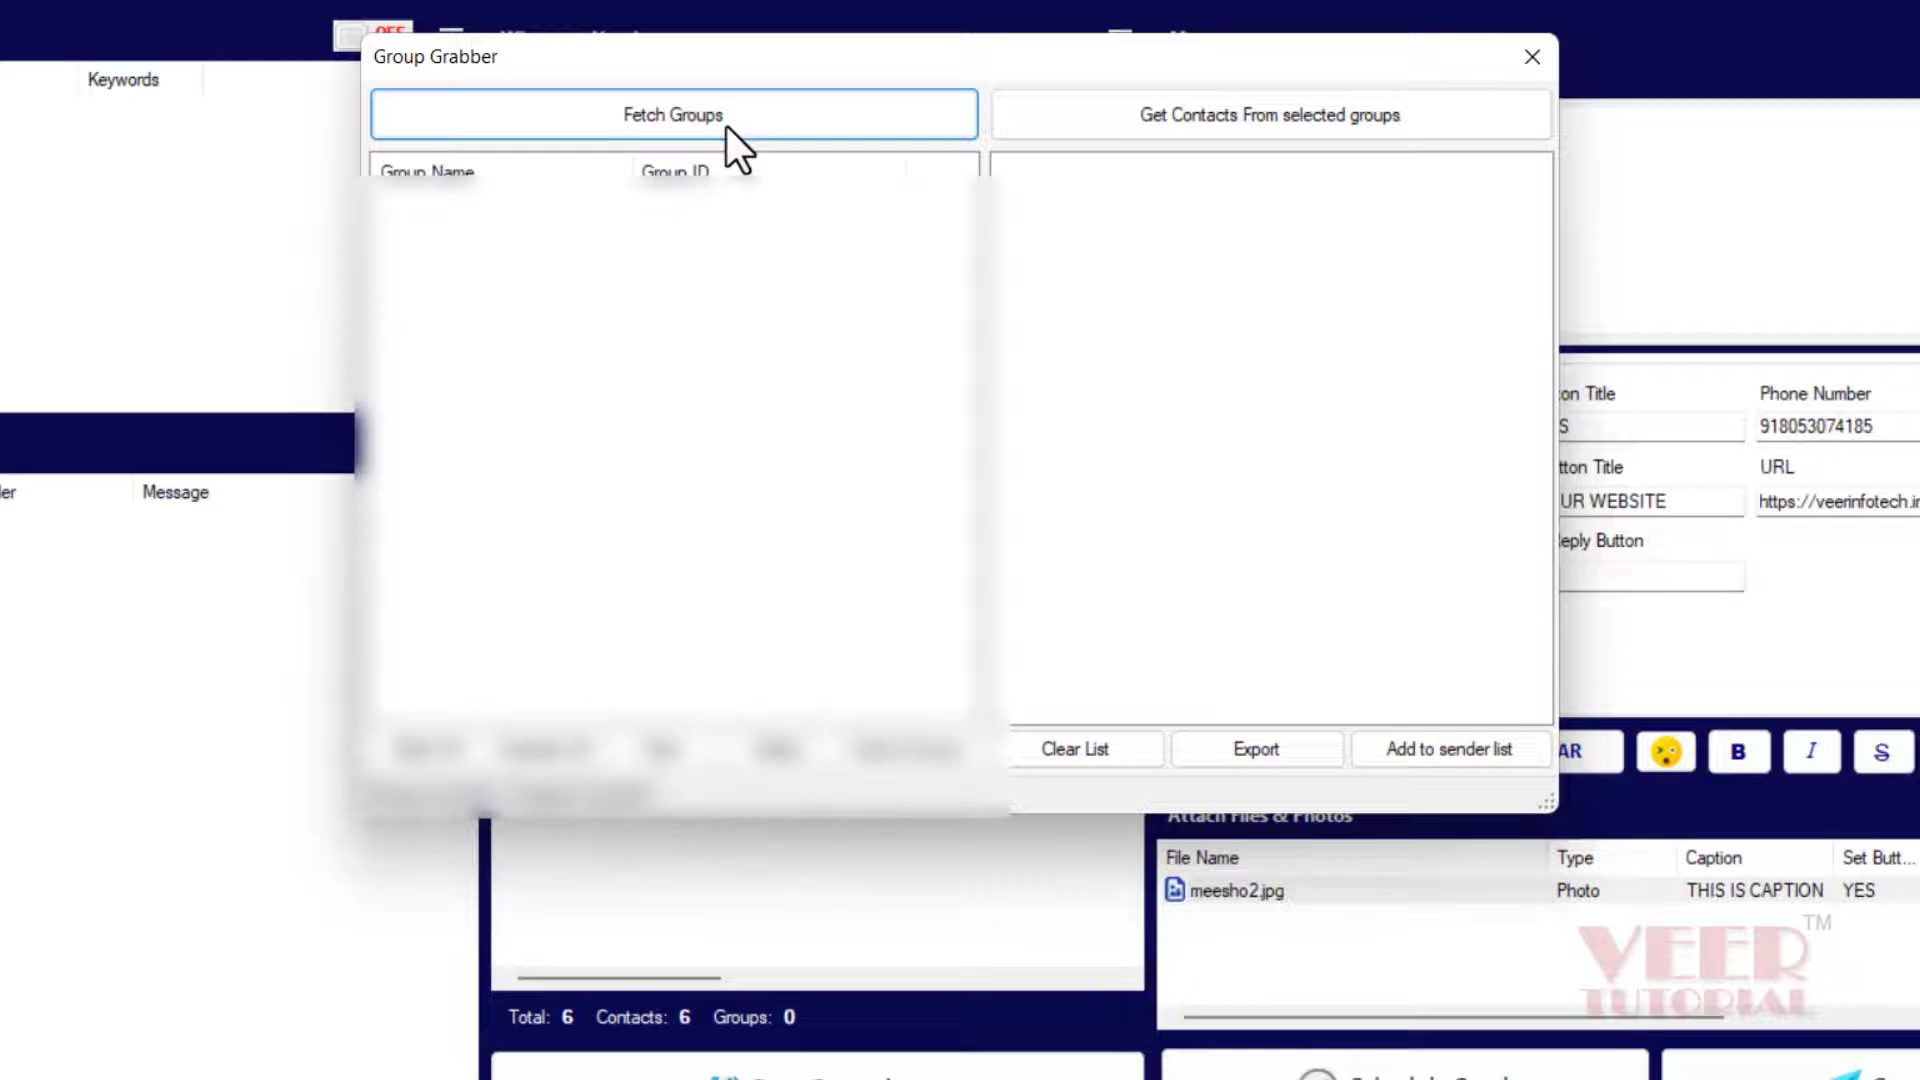 OFF
Group Grabber
Keywords
Fetch Groups
Get Contacts From selected groups
Group Name
Group ID
on Title
Phone Number
S
918053074185
tton Title
URL
UR WEBSITE
https://veerinfotech.in
eply Button
er
Message
Clear List
Export
Add to sender list
AR
B
I
S
Attach Files & Photos
File Name
Type
Caption
Set Butt...
meesho2.jpg
Photo
THIS IS CAPTION
YES
VEER TM
TUTORIAL
Total: 6 Contacts: 6 Groups: 0